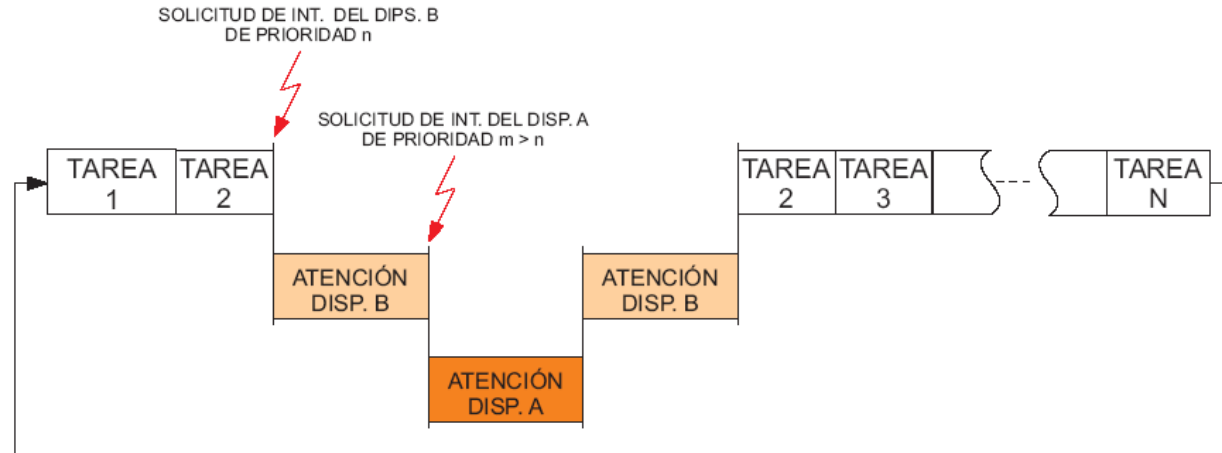 SOLICITUD DE INT. DEL DIPS. B
DE PRIORIDAD n
SOLICITUD DE INT. DEL DISP. A
DE PRIORIDAD m > n
TAREA
1
TAREA
2
TAREA
2
TAREA
3
TAREA
N
ATENCIÓN
DISP. B
ATENCIÓN
DISP. B
ATENCIÓN
DISP. A